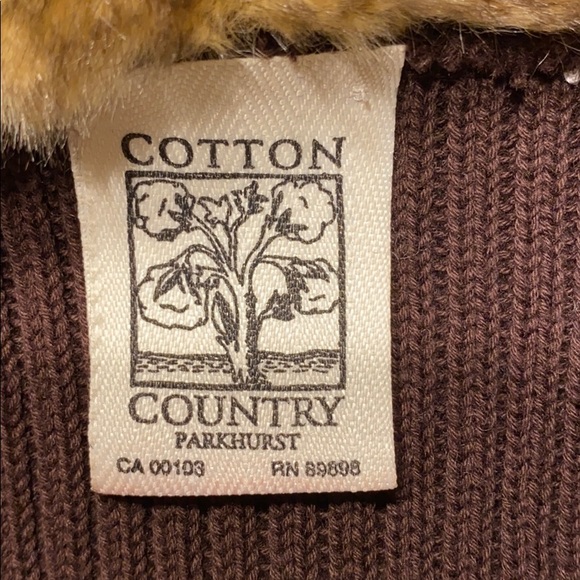 COTTON
COUNTRY
PARKHURST
CA 00103 RN 89898